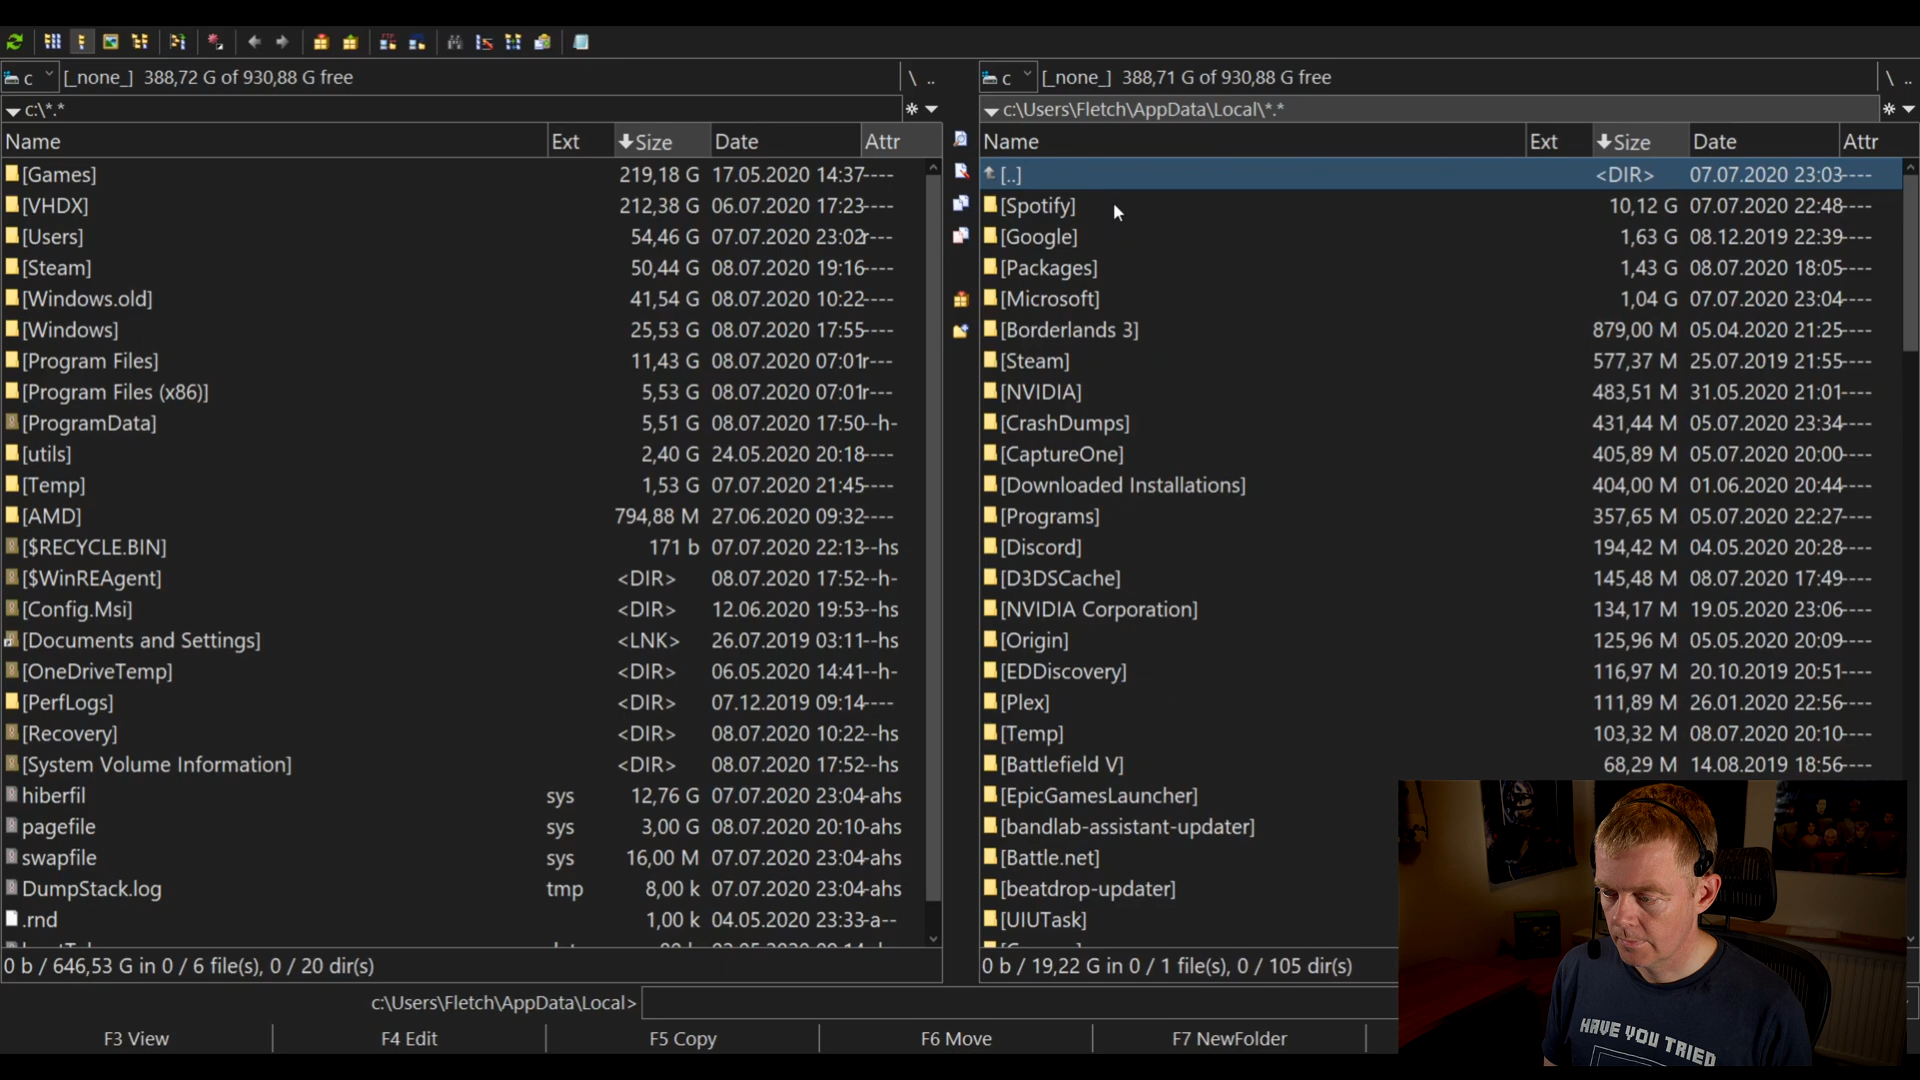 c [_none_] 388,72 G of 930,88 G free \ ..
c:\*.* * 
Name Ext Size Date Attr
[Games] 219,18 G 17.05.2020 14:37 ----
[VHDX] 212,38 G 06.07.2020 17:23 ----
[Users] 54,46 G 07.07.2020 23:02 r---
[Steam] 50,44 G 08.07.2020 19:16 ----
[Windows.old] 41,54 G 08.07.2020 10:22 ----
[Windows] 25,53 G 08.07.2020 17:55 ----
[Program Files] 11,43 G 08.07.2020 07:01 r---
[Program Files (x86)] 5,53 G 08.07.2020 07:01 r---
[ProgramData] 5,51 G 08.07.2020 17:50 --h-
[utils] 2,40 G 24.05.2020 20:18 ----
[Temp] 1,53 G 07.07.2020 21:45 ----
[AMD] 794,88 M 27.06.2020 09:32 ----
[$RECYCLE.BIN] 171 b 07.07.2020 22:13 --hs
[$WinREAgent] <DIR> 08.07.2020 17:52 --h-
[Config.Msi] <DIR> 12.06.2020 19:53 --hs
[Documents and Settings] <LNK> 26.07.2019 03:11 --hs
[OneDriveTemp] <DIR> 06.05.2020 14:41 --h-
[PerfLogs] <DIR> 07.12.2019 09:14 ----
[Recovery] <DIR> 08.07.2020 10:22 --hs
[System Volume Information] <DIR> 08.07.2020 17:52 --hs
hiberfil sys 12,76 G 07.07.2020 23:04 -ahs
pagefile sys 3,00 G 08.07.2020 20:10 -ahs
swapfile sys 16,00 M 07.07.2020 23:04 -ahs
DumpStack.log tmp 8,00 k 07.07.2020 23:04 -ahs
.rnd 1,00 k 04.05.2020 23:33 -a--
0 b / 646,53 G in 0 / 6 file(s), 0 / 20 dir(s)
c [_none_] 388,71 G of 930,88 G free \ ..
c:\Users\Fletch\AppData\Local\*.* *
Name Ext Size Date Attr
[..] <DIR> 07.07.2020 23:03 ----
[Spotify] 10,12 G 07.07.2020 22:48 ----
[Google] 1,63 G 08.12.2019 22:39 ----
[Packages] 1,43 G 08.07.2020 18:05 ----
[Microsoft] 1,04 G 07.07.2020 23:04 ----
[Borderlands 3] 879,00 M 05.04.2020 21:25 ----
[Steam] 577,37 M 25.07.2019 21:55 ----
[NVIDIA] 483,51 M 31.05.2020 21:01 ----
[CrashDumps] 431,44 M 05.07.2020 23:34 ----
[CaptureOne] 405,89 M 05.07.2020 20:00 ----
[Downloaded Installations] 404,00 M 01.06.2020 20:44 ----
[Programs] 357,65 M 05.07.2020 22:27 ----
[Discord] 194,42 M 04.05.2020 20:28 ----
[D3DSCache] 145,48 M 08.07.2020 17:49 ----
[NVIDIA Corporation] 134,17 M 19.05.2020 23:06 ----
[Origin] 125,96 M 05.05.2020 20:09 ----
[EDDiscovery] 116,97 M 20.10.2019 20:51 ----
[Plex] 111,89 M 26.01.2020 22:56 ----
[Temp] 103,32 M 08.07.2020 20:10 ----
[Battlefield V] 68,29 M 14.08.2019 18:56 ----
[EpicGamesLauncher]
[bandlab-assistant-updater]
[Battle.net]
[beatdrop-updater]
[UIUTask]
0 b / 19,22 G in 0 / 1 file(s), 0 / 105 dir(s)
c:\Users\Fletch\AppData\Local>
F3 View F4 Edit F5 Copy F6 Move F7 NewFolder
HAVE YOU TRIED